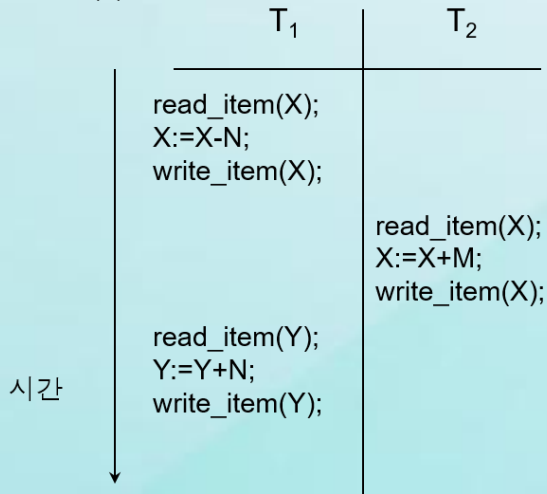 T₁ T₂
read_item(X);
X:=X-N;
write_item(X);
read_item(X);
X:=X+M;
write_item(X);
read_item(Y);
Y:=Y+N;
시간
write_item(Y);